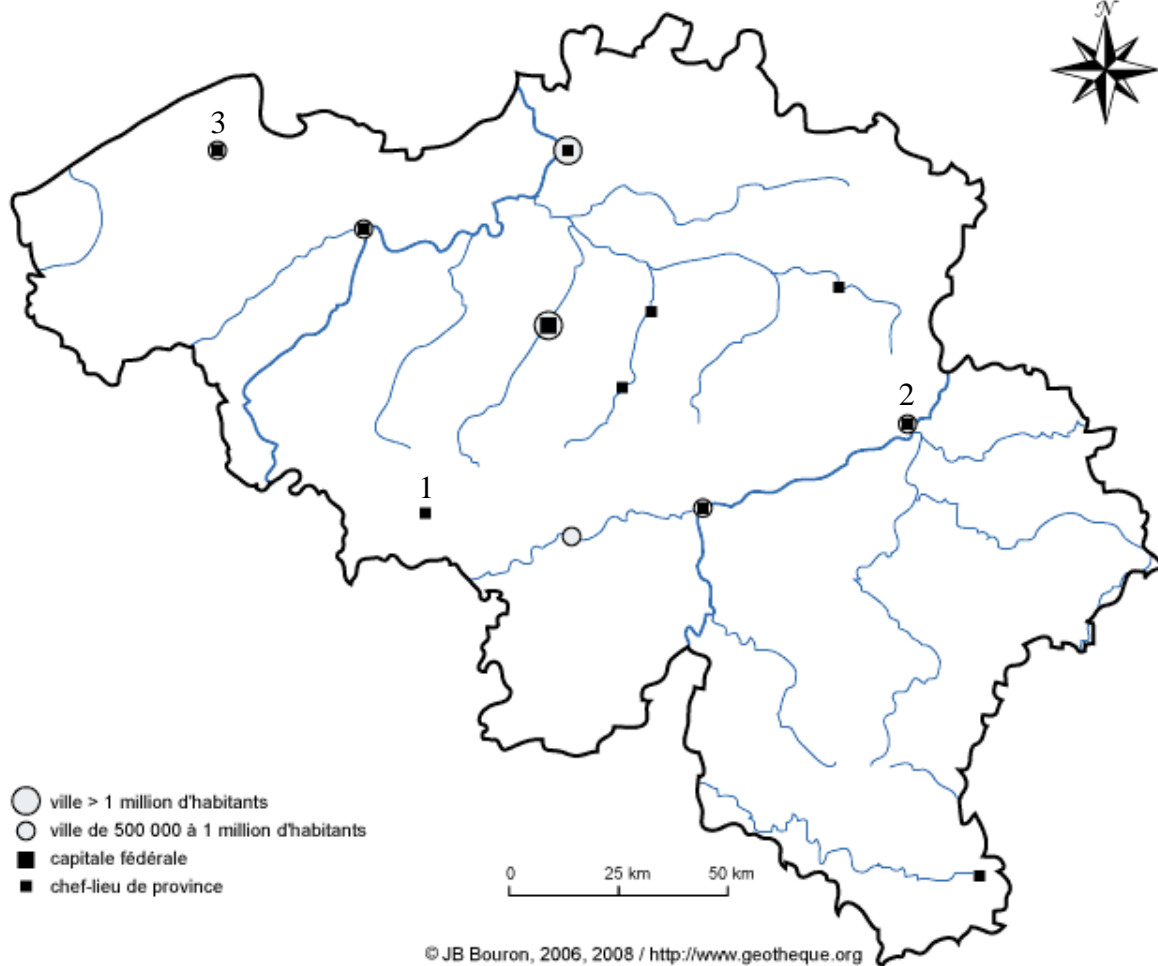 N
3
2
1
ville > 1 million d'habitants
ville de 500 000 à 1 million d'habitants
capitale fédérale
chef-lieu de province
0 25 km 50 km
© JB Bouron, 2006, 2008 / http://www.geotheque.org